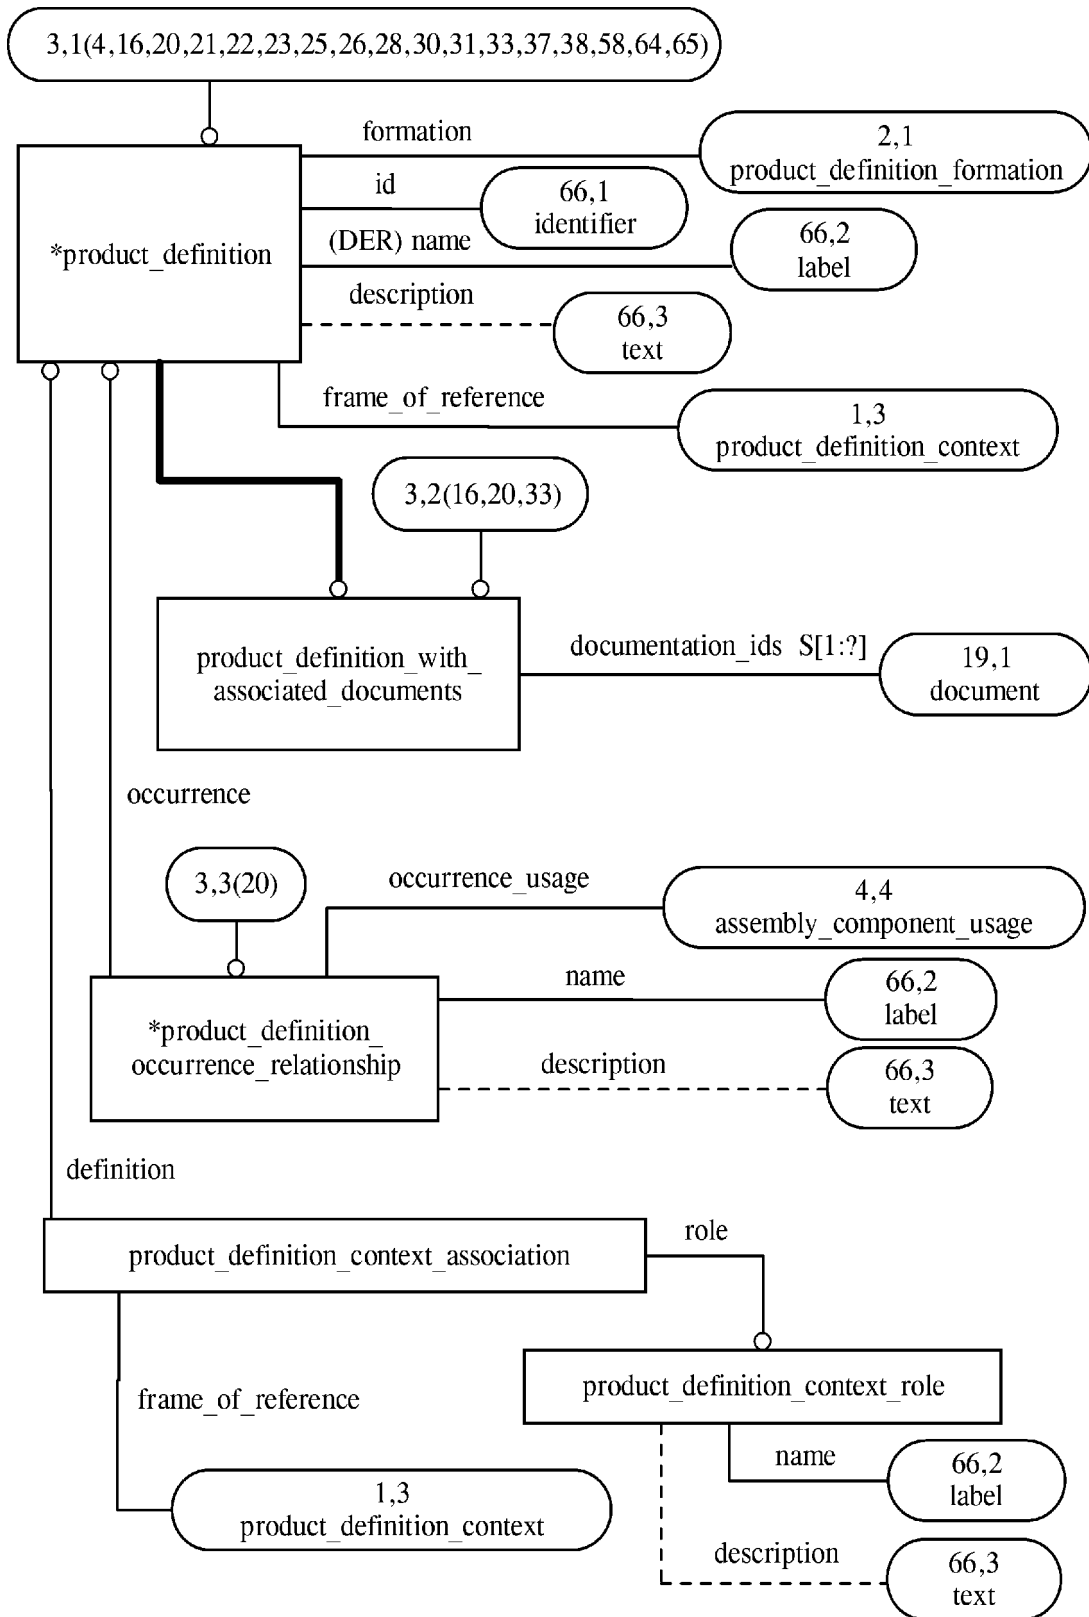 3,1(4,16,20,21,22,23,25,26,28,30,31,33,37,38,58,64,65)
formation
2,1
product_definition_formation
id
66,1
identifier
*product_definition
(DER) name
66,2
label
description
66,3
text
frame_of_reference
1,3
product_definition_context
3,2(16,20,33)
product_definition_with_
associated_documents
documentation_ids S[1:?]
19,1
document
occurrence
3,3(20)
occurrence_usage
4,4
assembly_component_usage
*product_definition_
occurrence_relationship
name
66,2
label
description
66,3
text
definition
product_definition_context_association
role
product_definition_context_role
frame_of_reference
name
66,2
label
1,3
product_definition_context
description
66,3
text